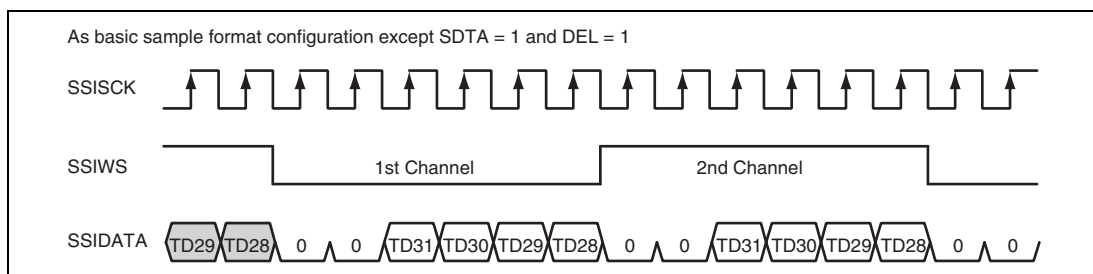 As basic sample format configuration except SDTA = 1 and DEL = 1
SSISCK
SSIWS 1st Channel 2nd Channel
SSIDATA TD29 TD28 0 0 TD31 TD30 TD29 TD28 0 0 TD31 TD30 TD29 TD28 0 0